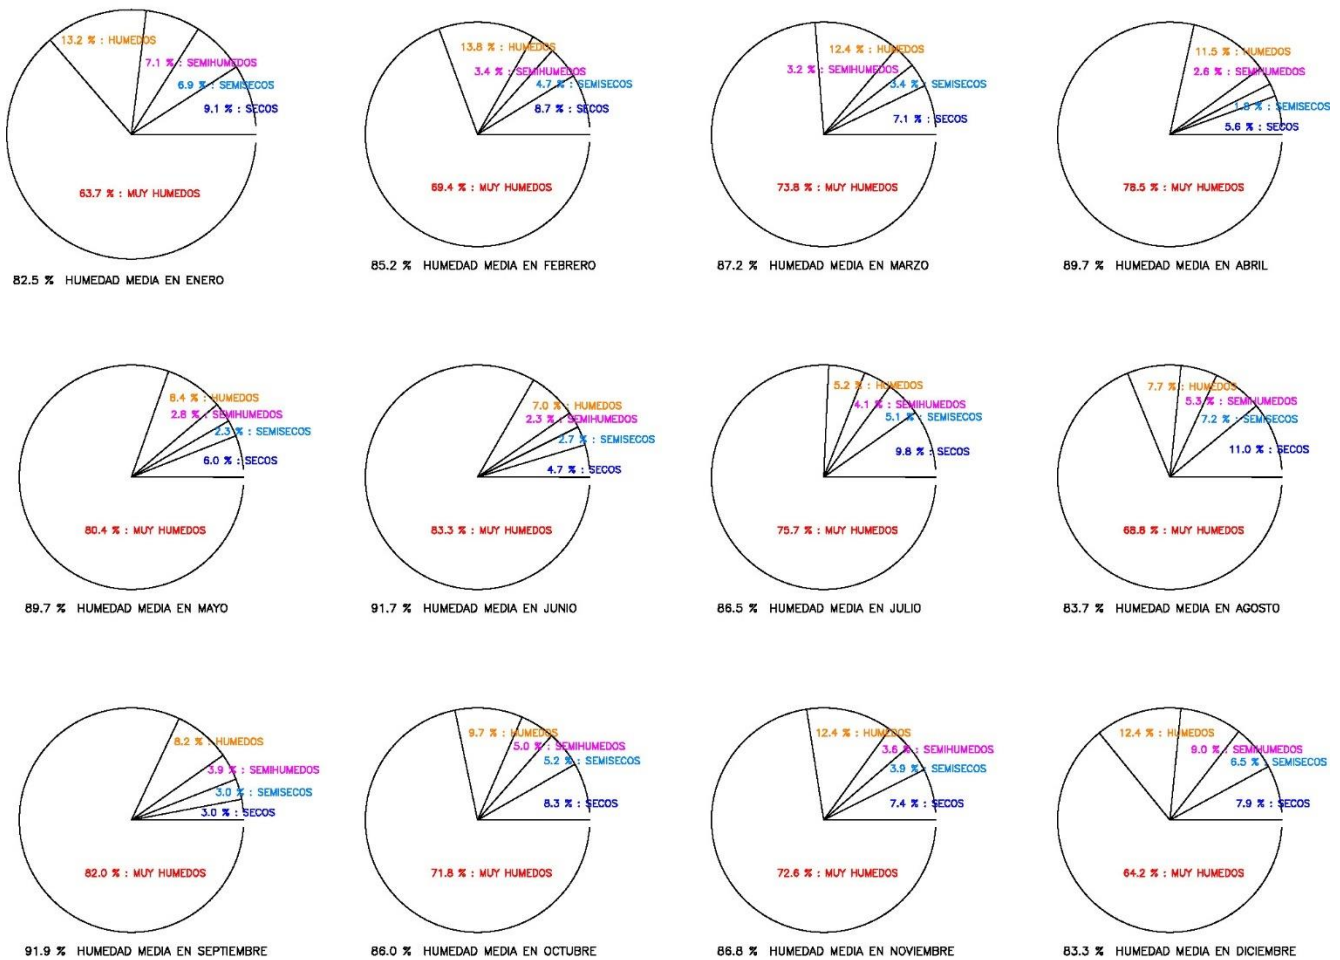 13.2 % : HUMEDOS
7.1 % : SEMIHUMEDOS
6.9 % : SEMISECOS
9.1 % : SECOS
63.7 % : MUY HUMEDOS
82.5 % HUMEDAD MEDIA EN ENERO
13.8 % : HUMEDOS
3.4 % : SEMIHUMEDOS
4.7 % : SEMISECOS
8.7 % : SECOS
69.4 % : MUY HUMEDOS
85.2 % HUMEDAD MEDIA EN FEBRERO
12.4 % : HUMEDOS
3.2 % : SEMIHUMEDOS
3.4 % : SEMISECOS
7.1 % : SECOS
73.8 % : MUY HUMEDOS
87.2 % HUMEDAD MEDIA EN MARZO
11.5 % : HUMEDOS
2.6 % : SEMIHUMEDOS
1.8 % : SEMISECOS
5.6 % : SECOS
78.5 % : MUY HUMEDOS
89.7 % HUMEDAD MEDIA EN ABRIL
8.4 % : HUMEDOS
2.8 % : SEMIHUMEDOS
2.3 % : SEMISECOS
6.0 % : SECOS
80.4 % : MUY HUMEDOS
89.7 % HUMEDAD MEDIA EN MAYO
7.0 % : HUMEDOS
2.3 % : SEMIHUMEDOS
2.7 % : SEMISECOS
4.7 % : SECOS
83.3 % : MUY HUMEDOS
91.7 % HUMEDAD MEDIA EN JUNIO
5.2 % : HUMEDOS
4.1 % : SEMIHUMEDOS
5.1 % : SEMISECOS
9.8 % : SECOS
75.7 % : MUY HUMEDOS
86.5 % HUMEDAD MEDIA EN JULIO
7.7 % : HUMEDOS
5.3 % : SEMIHUMEDOS
7.2 % : SEMISECOS
11.0 % : SECOS
68.8 % : MUY HUMEDOS
83.7 % HUMEDAD MEDIA EN AGOSTO
8.2 % : HUMEDOS
3.9 % : SEMIHUMEDOS
3.0 % : SEMISECOS
3.0 % : SECOS
82.0 % : MUY HUMEDOS
91.9 % HUMEDAD MEDIA EN SEPTIEMBRE
9.7 % : HUMEDOS
5.0 % : SEMIHUMEDOS
5.2 % : SEMISECOS
8.3 % : SECOS
71.8 % : MUY HUMEDOS
86.0 % HUMEDAD MEDIA EN OCTUBRE
12.4 % : HUMEDOS
3.6 % : SEMIHUMEDOS
3.9 % : SEMISECOS
7.4 % : SECOS
72.6 % : MUY HUMEDOS
86.8 % HUMEDAD MEDIA EN NOVIEMBRE
12.4 % : HUMEDOS
9.0 % : SEMIHUMEDOS
6.5 % : SEMISECOS
7.9 % : SECOS
64.2 % : MUY HUMEDOS
83.3 % HUMEDAD MEDIA EN DICIEMBRE